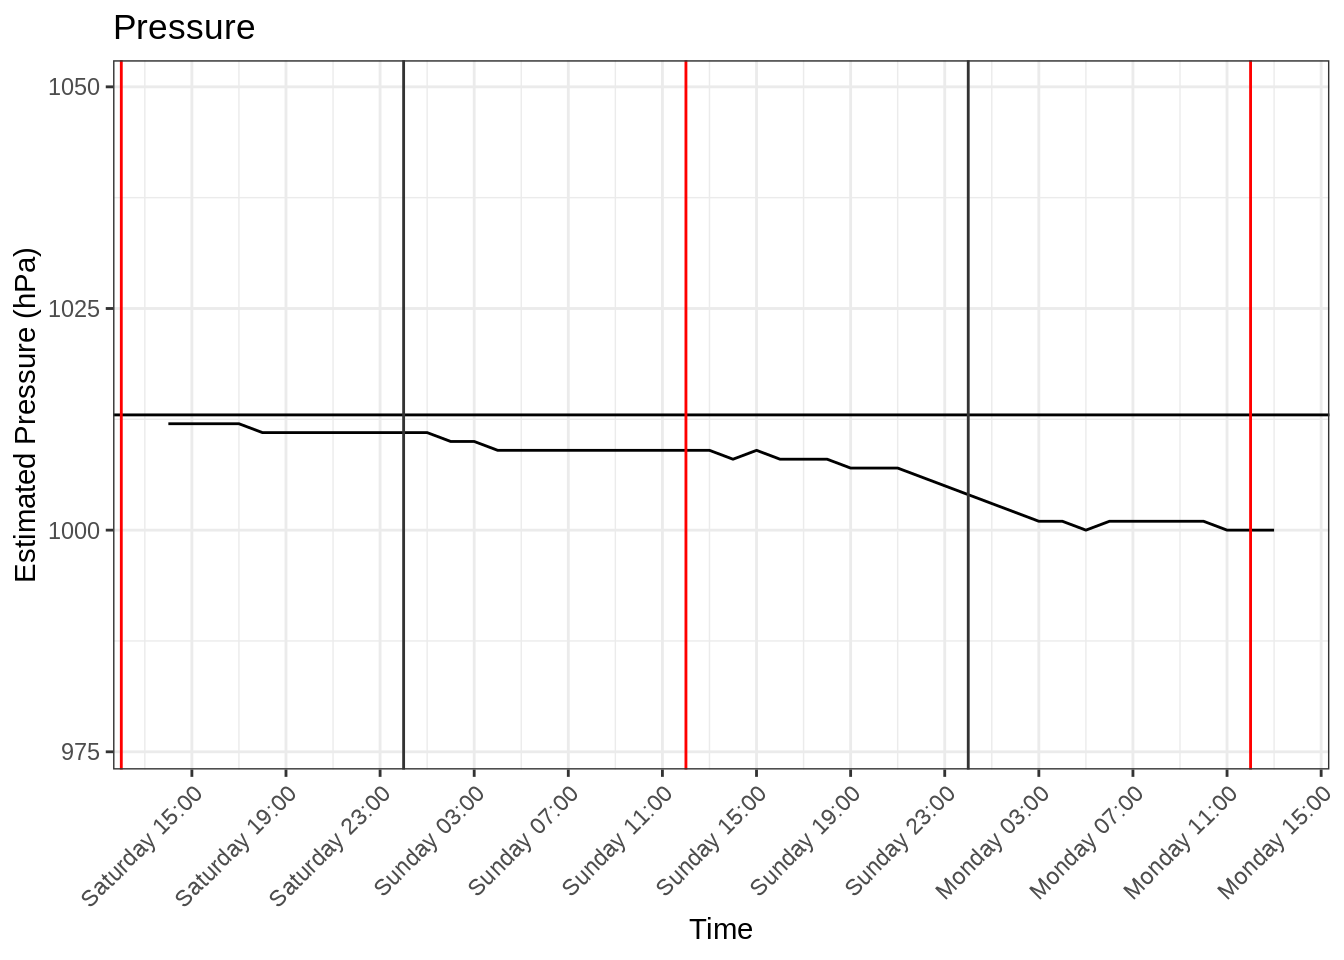 Pressure
Estimated Pressure (hPa)
1050
1025
1000
975
Saturday 15:00
Saturday 19:00
Saturday 23:00
Sunday 03:00
Sunday 07:00
Sunday 11:00
Sunday 15:00
Sunday 19:00
Sunday 23:00
Monday 03:00
Monday 07:00
Monday 11:00
Monday 15:00
Time